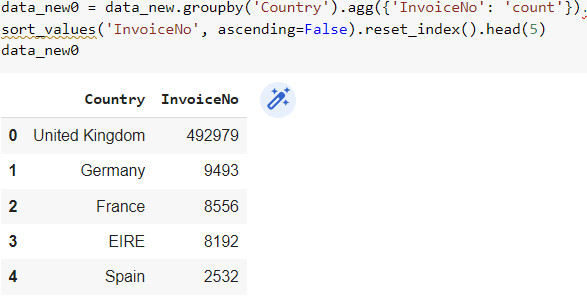 data_new0 = data_new.groupby('Country').agg({'InvoiceNo': 'count'}).
sort_values('InvoiceNo', ascending=False).reset_index().head(5)
data_new0
Country InvoiceNo
0 United Kingdom 492979
1 Germany 9493
2 France 8556
3 EIRE 8192
4 Spain 2532